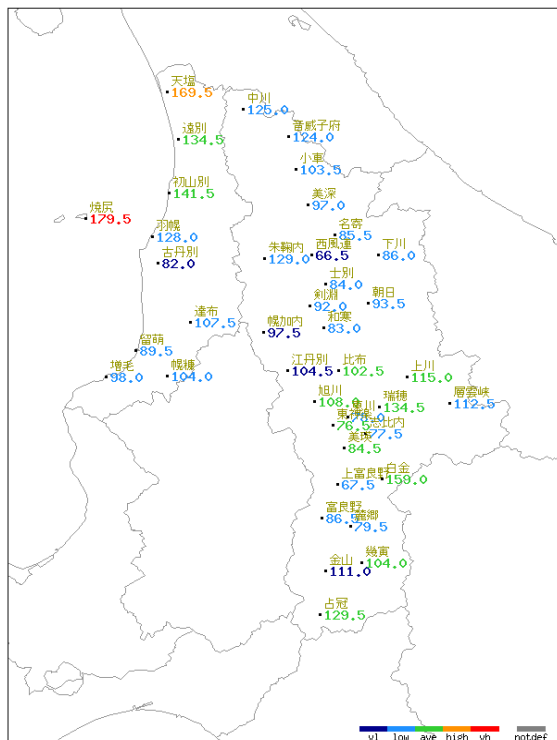 天塩
169.5
中川
125.0
音威子府
124.0
遠別
134.5
小車
103.5
初山別
141.5
美深
97.0
焼尻
179.5
羽幌
128.0
名寄
85.5
古丹別
82.0
朱鞠内
129.0
西風連
66.5
下川
86.0
士別
84.0
朝日
93.5
剣淵
92.0
和寒
83.0
達布
107.5
幌加内
97.5
留萌
89.5
増毛
98.0
幌糠
104.0
江丹別
104.5
比布
102.5
上川
115.0
旭川
108.0
瑞穂
134.5
層雲峡
112.5
東川
78.0
東神楽
76.5
志比内
77.5
美瑛
84.5
白金
159.0
上富良野
67.5
富良野
86.5
麓郷
79.5
幾寅
104.0
金山
111.0
占冠
129.5
vl low ave high vh notdef